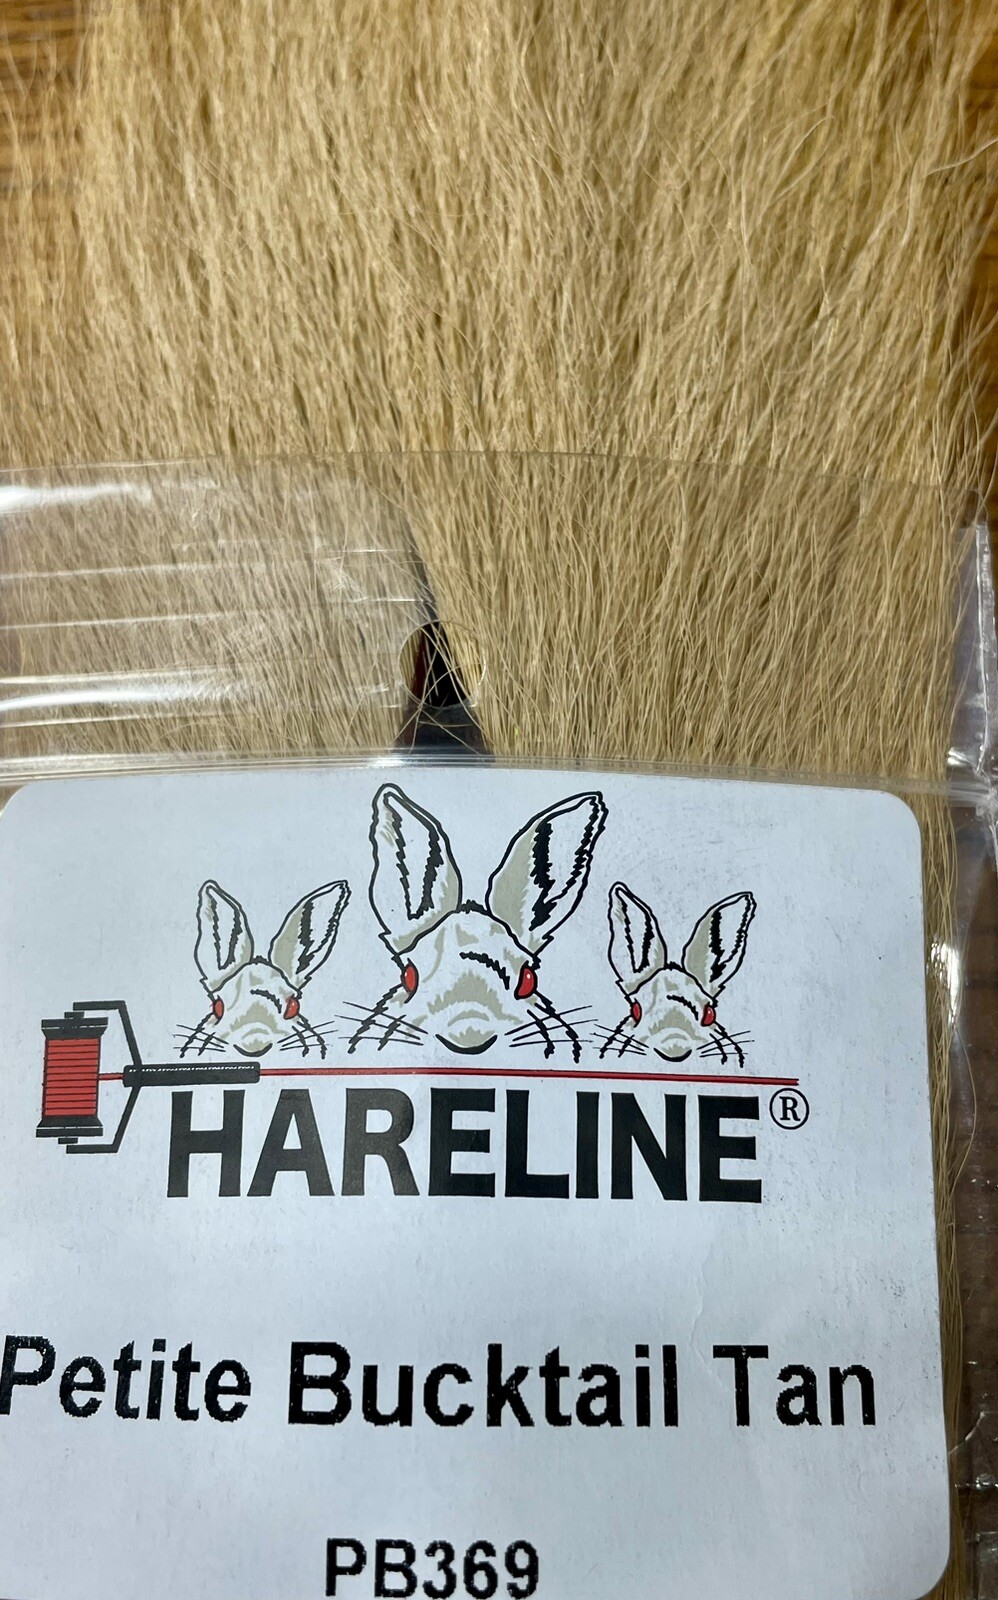 HARELINE®
Petite Bucktail Tan
PB369